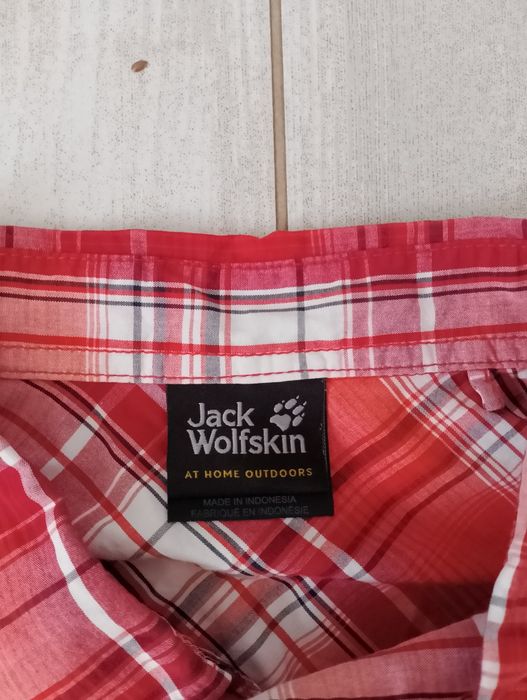 Jack
Wolfskin
AT HOME OUTDOORS
MADE IN INDONESIA
FABRIQUÉ EN INDONÉSIE